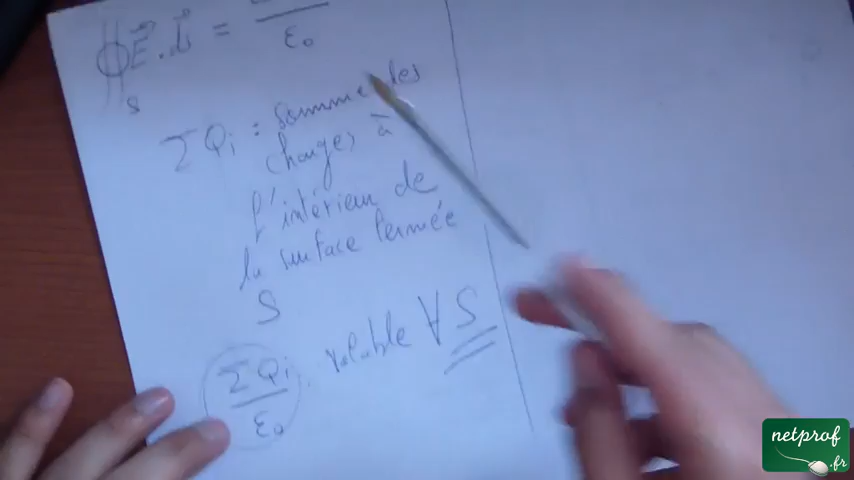 ∯ E⃗ . dS⃗ = / ε₀
S
Σ Qi : somme des
charges à
l'intérieur de
la surface fermée
S
Σ Qi / ε₀ . valable ∀ S
netprof
.fr